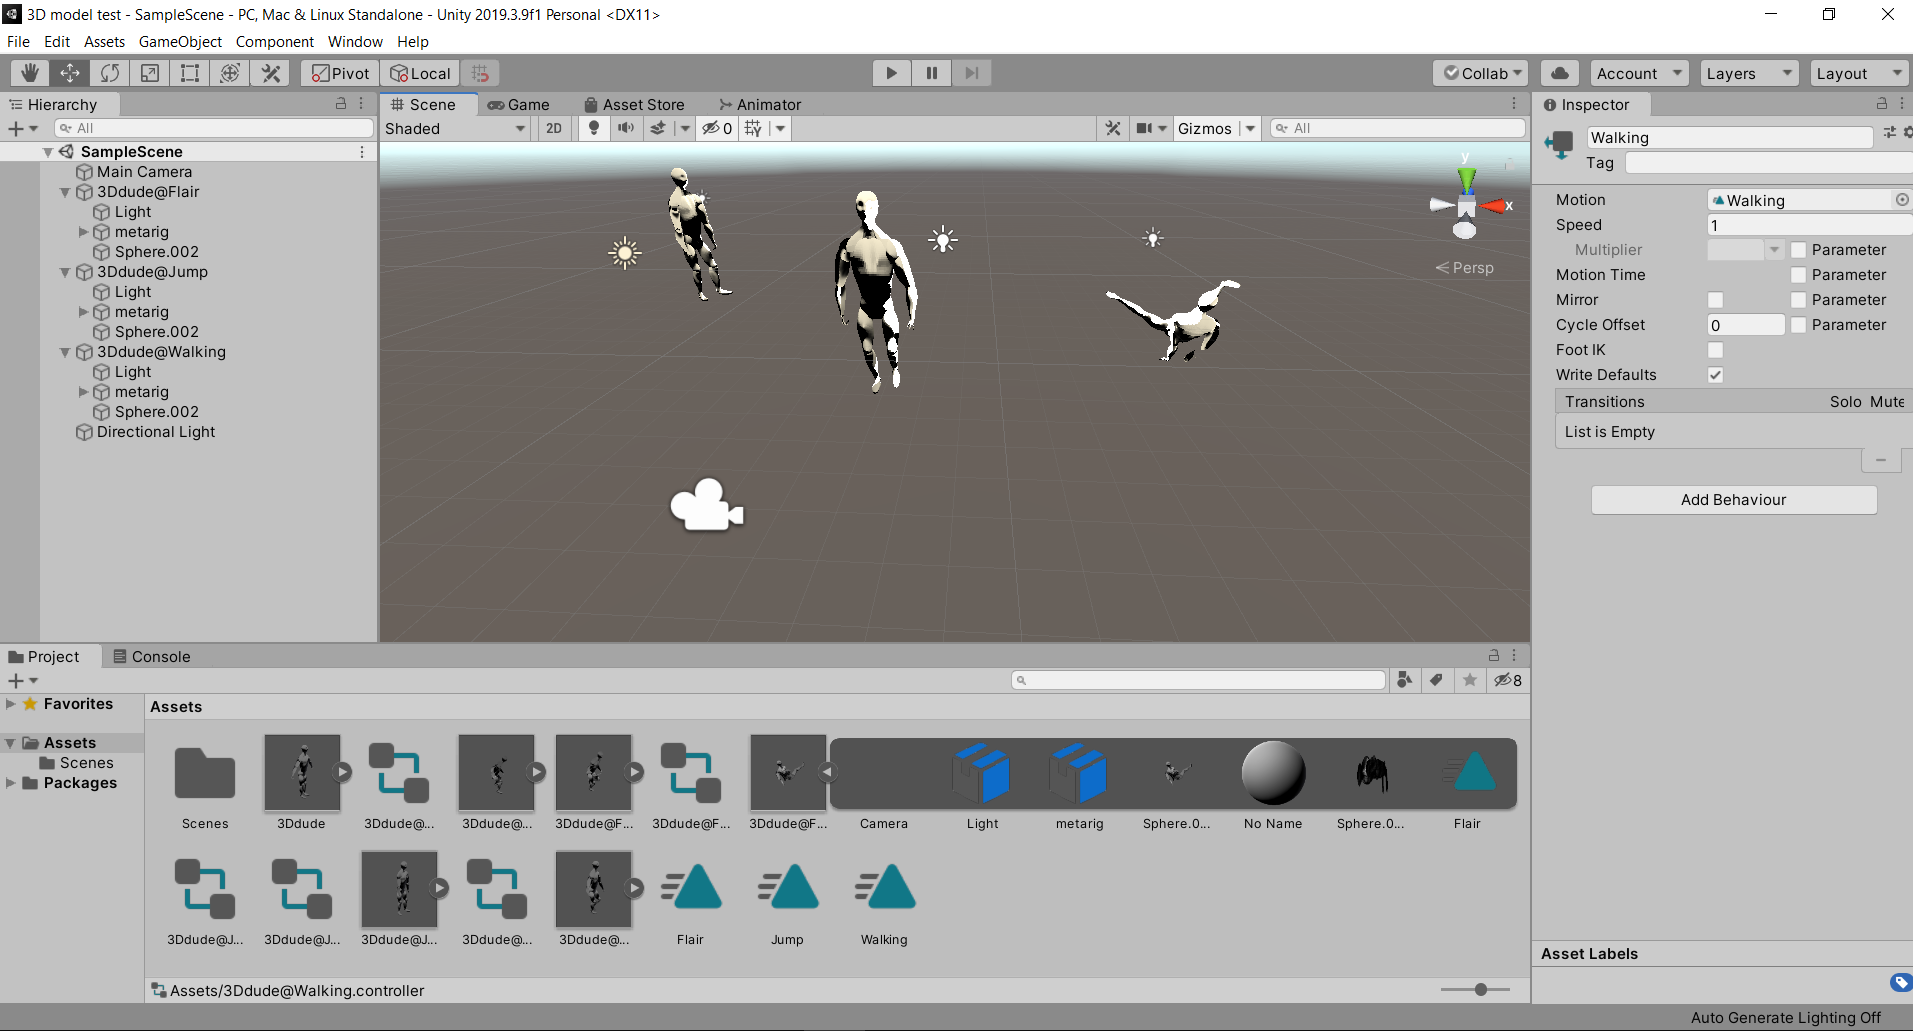 3D model test - SampleScene - PC, Mac & Linux Standalone - Unity 2019.3.9f1 Personal <DX11>
File Edit Assets GameObject Component Window Help
Pivot Local Collab Account Layers Layout
Hierarchy
All
SampleScene
Main Camera
3Ddude@Flair
Light
metarig
Sphere.002
3Ddude@Jump
Light
metarig
Sphere.002
3Ddude@Walking
Light
metarig
Sphere.002
Directional Light
Scene Game Asset Store Animator
Shaded 2D 0 Gizmos All
y
x
Persp
Inspector
Walking
Tag
Motion Walking
Speed 1
Multiplier Parameter
Motion Time Parameter
Mirror Parameter
Cycle Offset 0 Parameter
Foot IK
Write Defaults
Transitions Solo Mute
List is Empty
Add Behaviour
Project Console
8
Favorites
Assets
Scenes
Packages
Assets
Scenes 3Ddude 3Ddude@... 3Ddude@... 3Ddude@F... 3Ddude@F... 3Ddude@F... Camera Light metarig Sphere.0... No Name Sphere.0... Flair
3Ddude@J... 3Ddude@J... 3Ddude@J... 3Ddude@... 3Ddude@... Flair Jump Walking
Assets/3Ddude@Walking.controller
Asset Labels
Auto Generate Lighting Off